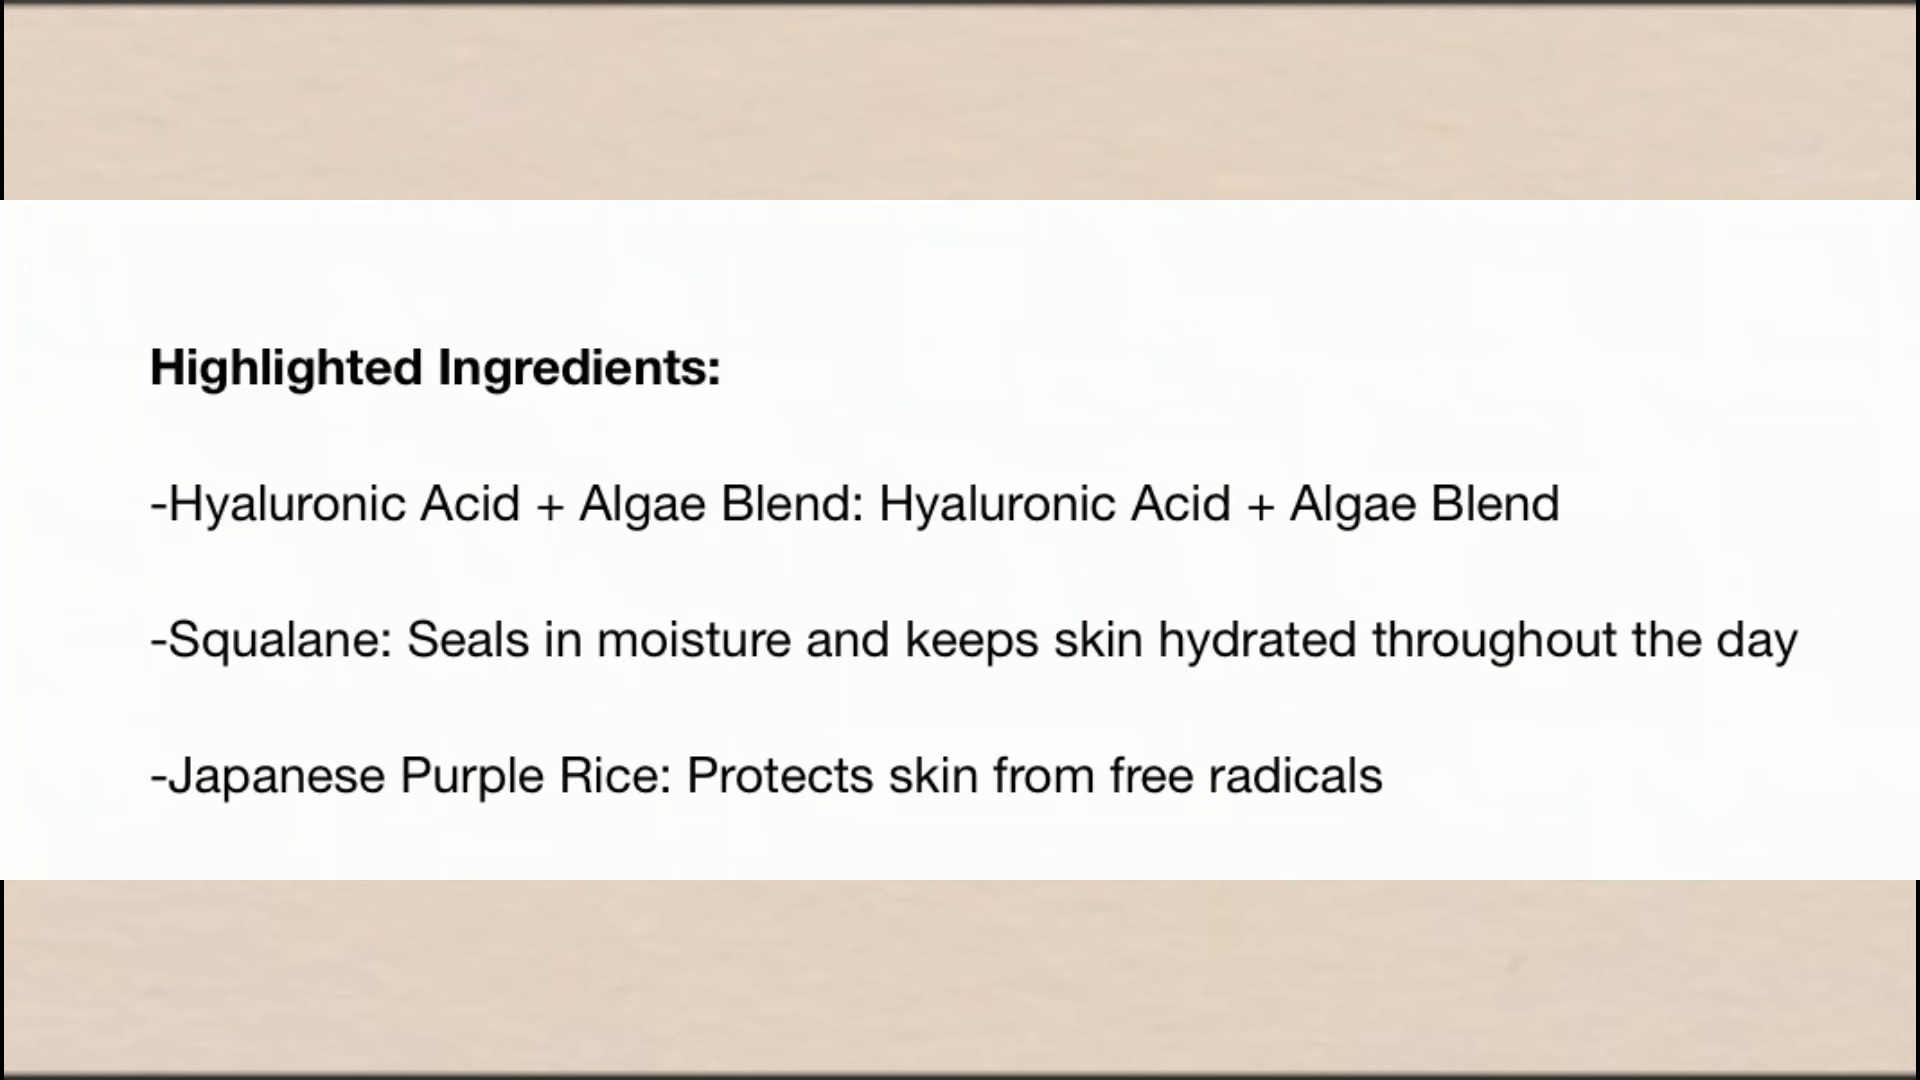 Highlighted Ingredients:
-Hyaluronic Acid + Algae Blend: Hyaluronic Acid + Algae Blend
-Squalane: Seals in moisture and keeps skin hydrated throughout the day
-Japanese Purple Rice: Protects skin from free radicals